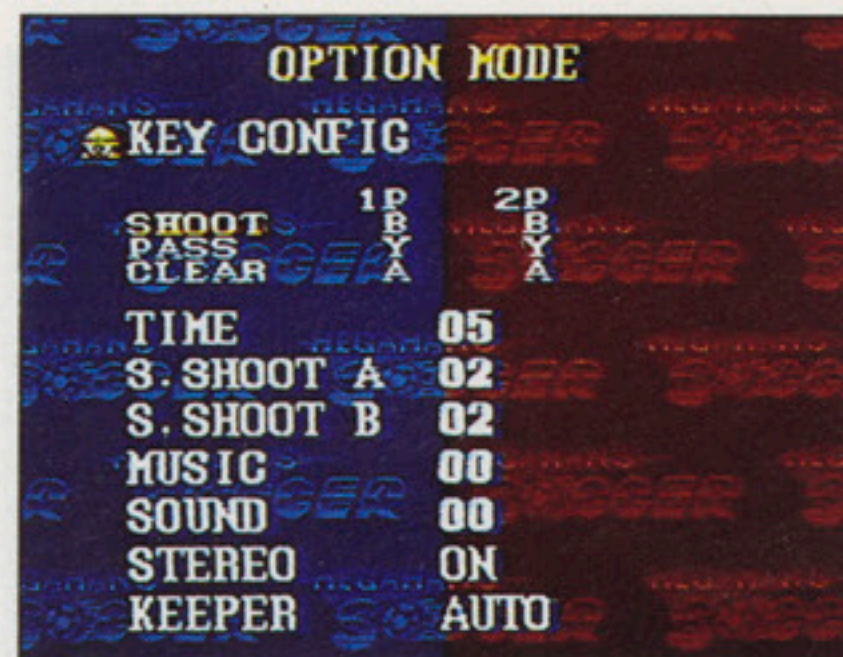 OPTION MODE
KEY CONFIG
1P 2P
SHOOT B B
PASS Y Y
CLEAR A A
TIME 05
S.SHOOT A 02
S.SHOOT B 02
MUSIC 00
SOUND 00
STEREO ON
KEEPER AUTO